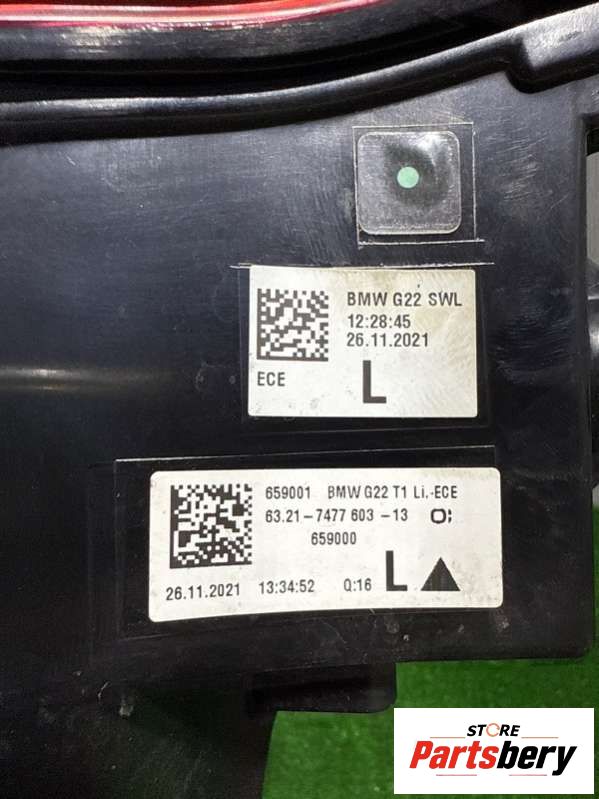 BMW G22 SWL
12:28:45
26.11.2021
ECE
L
659001 BMW G22 T1 Li.-ECE
63.21-7477 603-13
659000
26.11.2021 13:34:52 Q:16 L
STORE
Partsbery